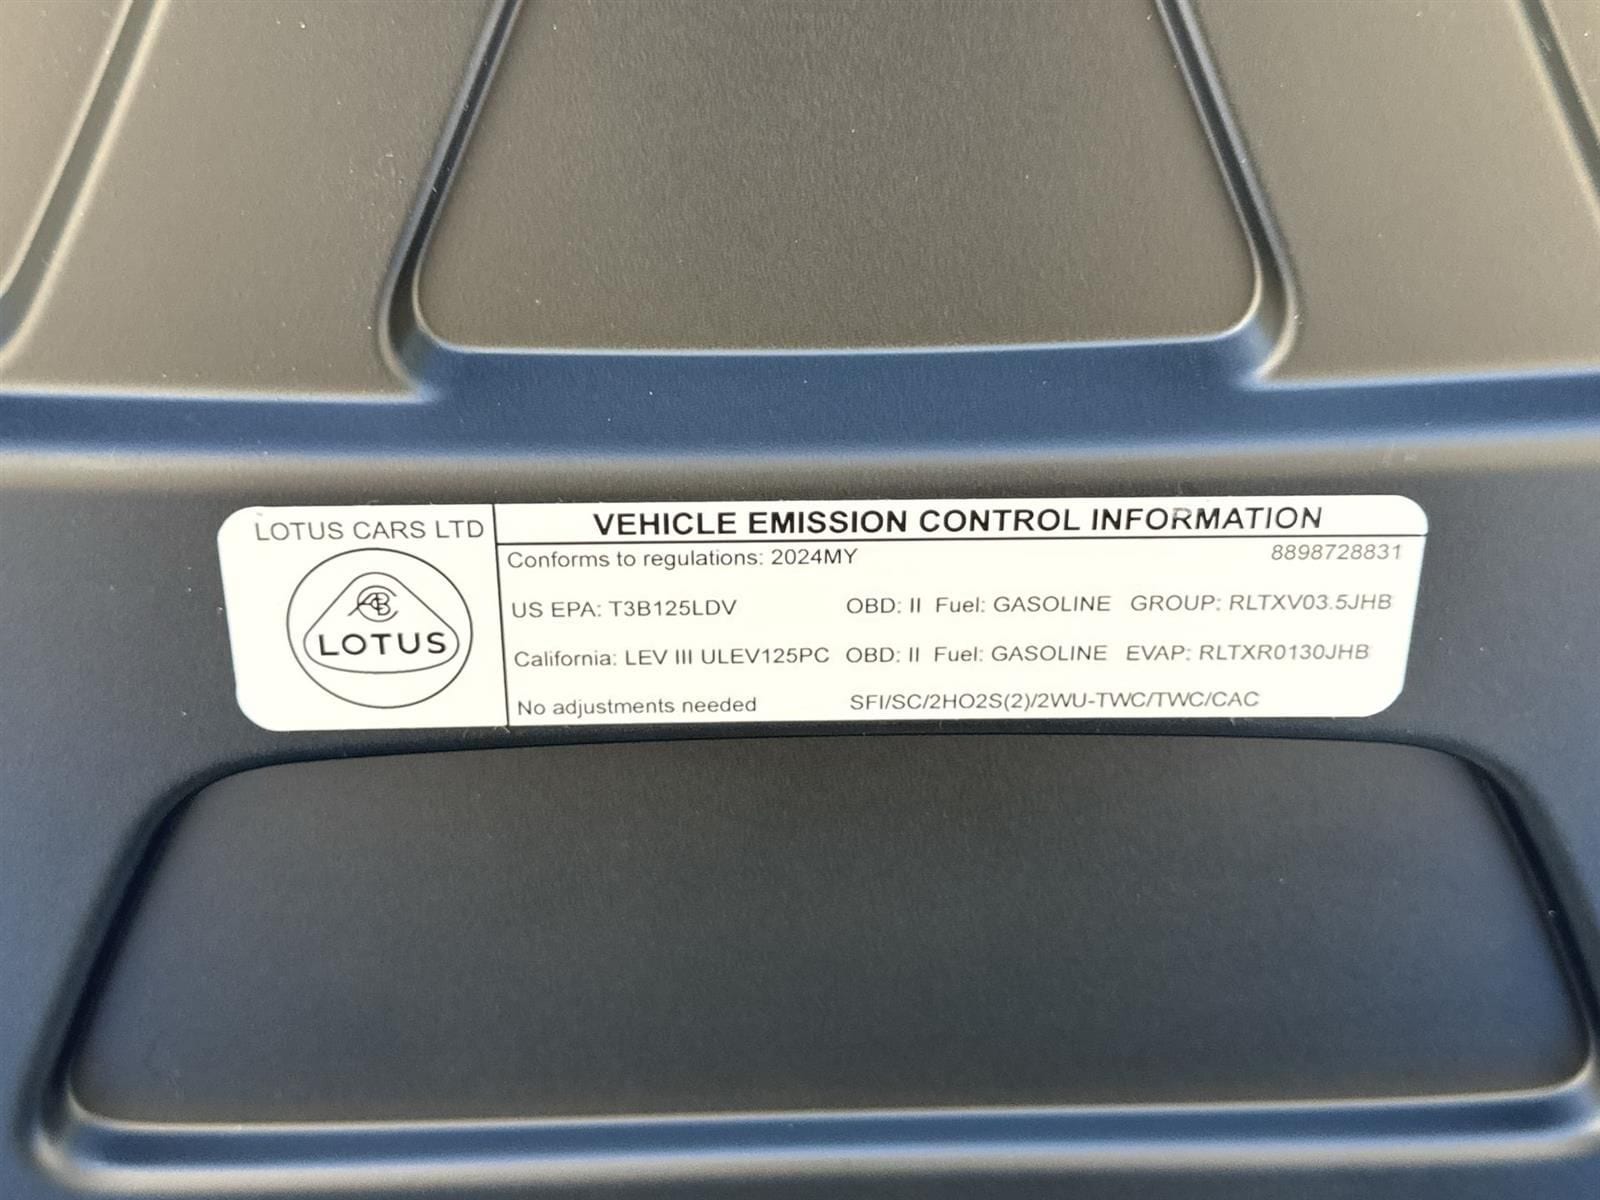 LOTUS CARS LTD
ACBC
LOTUS
VEHICLE EMISSION CONTROL INFORMATION
Conforms to regulations: 2024MY 8898728831
US EPA: T3B125LDV OBD: II Fuel: GASOLINE GROUP: RLTXV03.5JHB
California: LEV III ULEV125PC OBD: II Fuel: GASOLINE EVAP: RLTXR0130JHB
No adjustments needed SFI/SC/2HO2S(2)/2WU-TWC/TWC/CAC